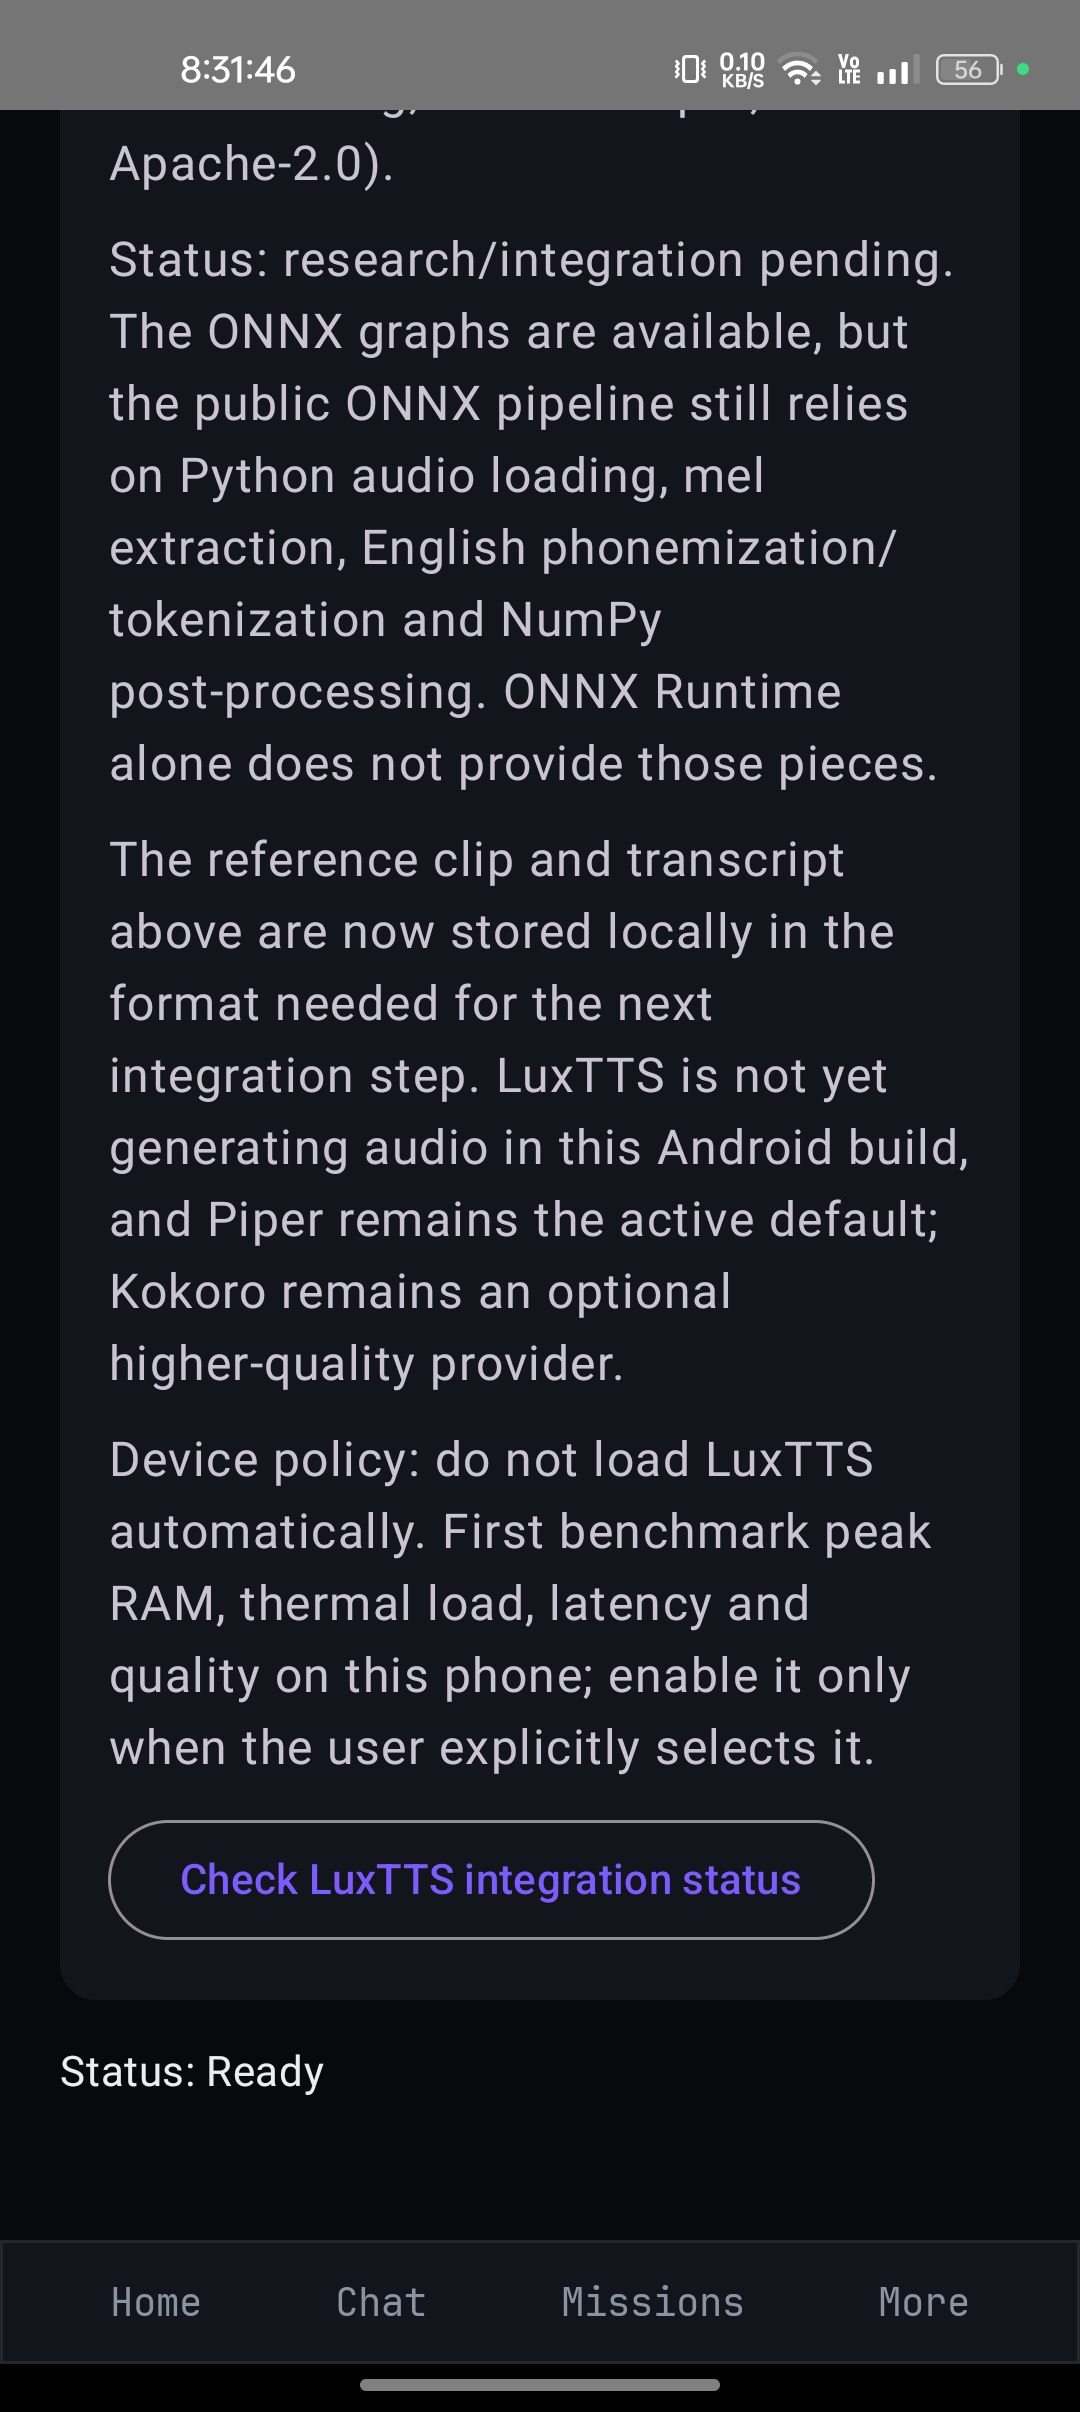 8:31:46
0.10
KB/S
Vo
LTE
56
Apache-2.0).
Status: research/integration pending.
The ONNX graphs are available, but
the public ONNX pipeline still relies
on Python audio loading, mel
extraction, English phonemization/
tokenization and NumPy
post-processing. ONNX Runtime
alone does not provide those pieces.
The reference clip and transcript
above are now stored locally in the
format needed for the next
integration step. LuxTTS is not yet
generating audio in this Android build,
and Piper remains the active default;
Kokoro remains an optional
higher-quality provider.
Device policy: do not load LuxTTS
automatically. First benchmark peak
RAM, thermal load, latency and
quality on this phone; enable it only
when the user explicitly selects it.
Check LuxTTS integration status
Status: Ready
Home
Chat
Missions
More